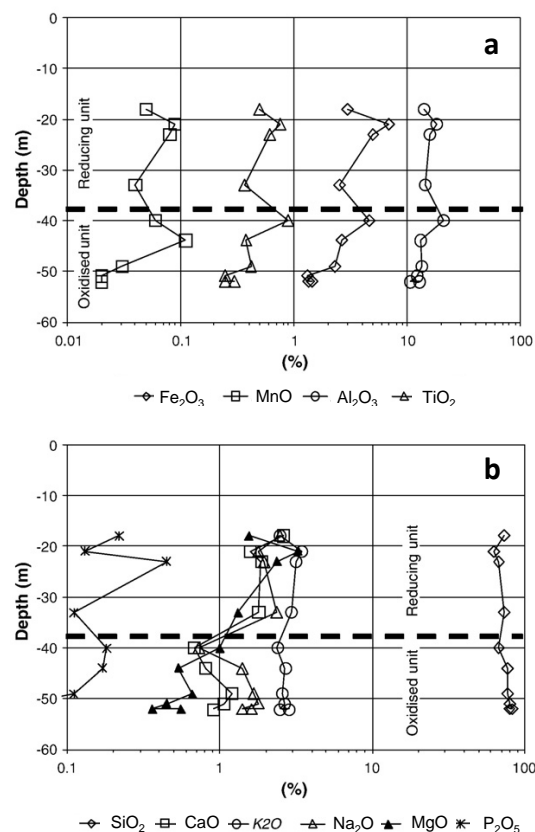 a
0
-10
-20
-30
-40
-50
-60
Depth (m)
Reducing unit
Oxidised unit
0.01 0.1 1 10 100
(%)
Fe₂O₃ MnO Al₂O₃ TiO₂
b
0
-10
-20
-30
-40
-50
-60
Depth (m)
Reducing unit
Oxidised unit
0.1 1 10 100
(%)
SiO₂ CaO K2O Na₂O MgO P₂O₅